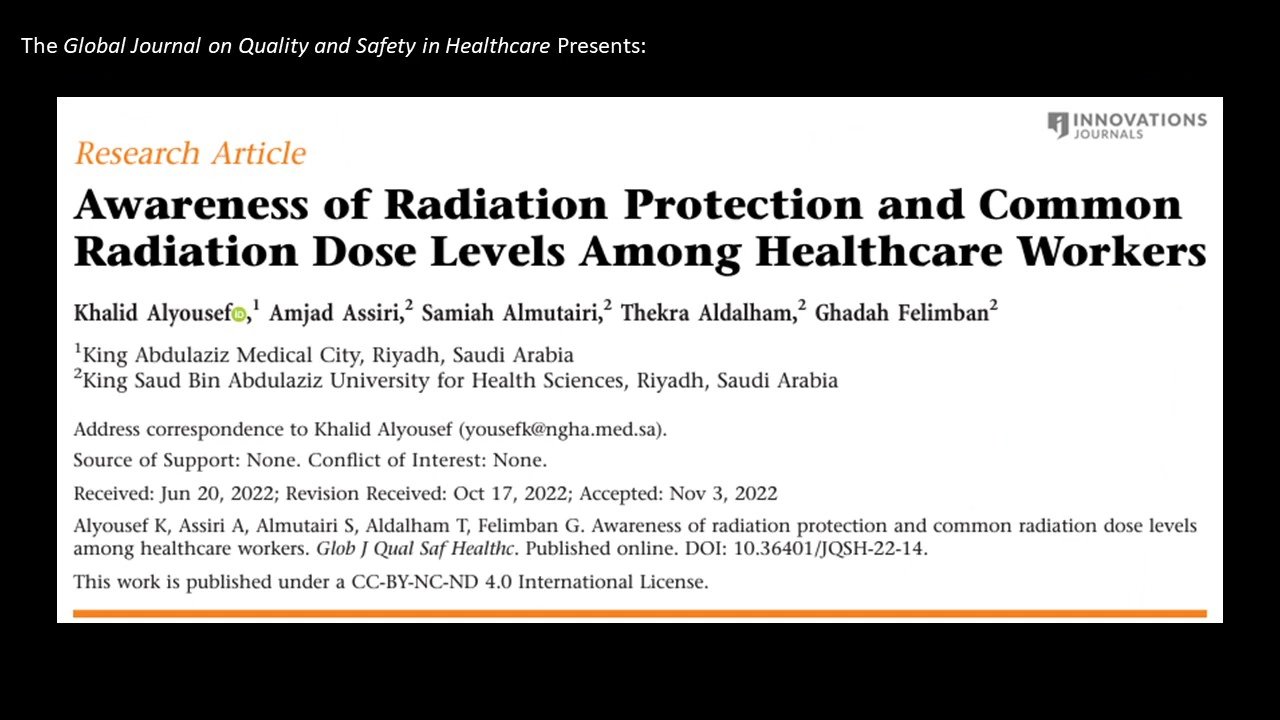 The Global Journal on Quality and Safety in Healthcare Presents:
INNOVATIONS
JOURNALS
Research Article
Awareness of Radiation Protection and Common
Radiation Dose Levels Among Healthcare Workers
Khalid Alyousef iD,1 Amjad Assiri,2 Samiah Almutairi,2 Thekra Aldalham,2 Ghadah Felimban2
1King Abdulaziz Medical City, Riyadh, Saudi Arabia
2King Saud Bin Abdulaziz University for Health Sciences, Riyadh, Saudi Arabia
Address correspondence to Khalid Alyousef (yousefk@ngha.med.sa).
Source of Support: None. Conflict of Interest: None.
Received: Jun 20, 2022; Revision Received: Oct 17, 2022; Accepted: Nov 3, 2022
Alyousef K, Assiri A, Almutairi S, Aldalham T, Felimban G. Awareness of radiation protection and common radiation dose levels
among healthcare workers. Glob J Qual Saf Healthc. Published online. DOI: 10.36401/JQSH-22-14.
This work is published under a CC-BY-NC-ND 4.0 International License.